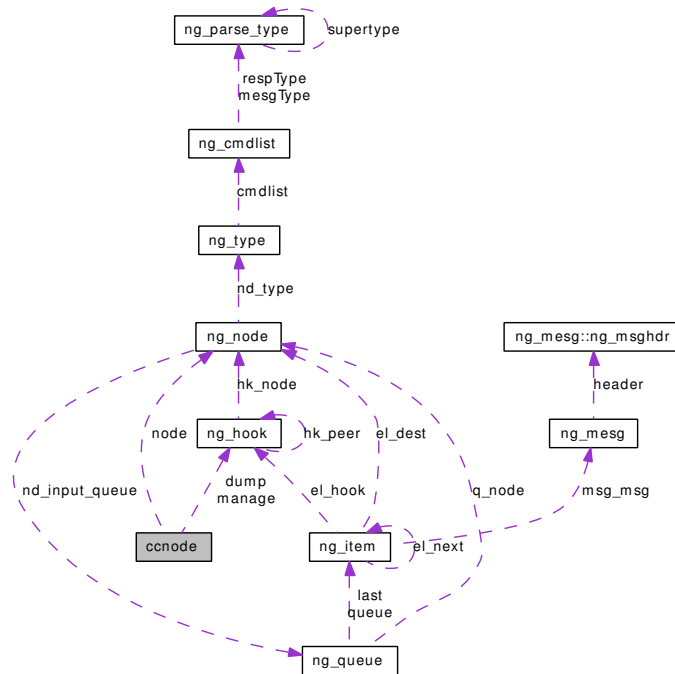 ng_parse_type
supertype
respType
mesgType
ng_cmdlist
cmdlist
ng_type
nd_type
ng_node
ng_mesg::ng_msghdr
hk_node
header
node
ng_hook
hk_peer
el_dest
ng_mesg
nd_input_queue
dump
manage
el_hook
q_node
msg_msg
ccnode
ng_item
el_next
last
queue
ng_queue